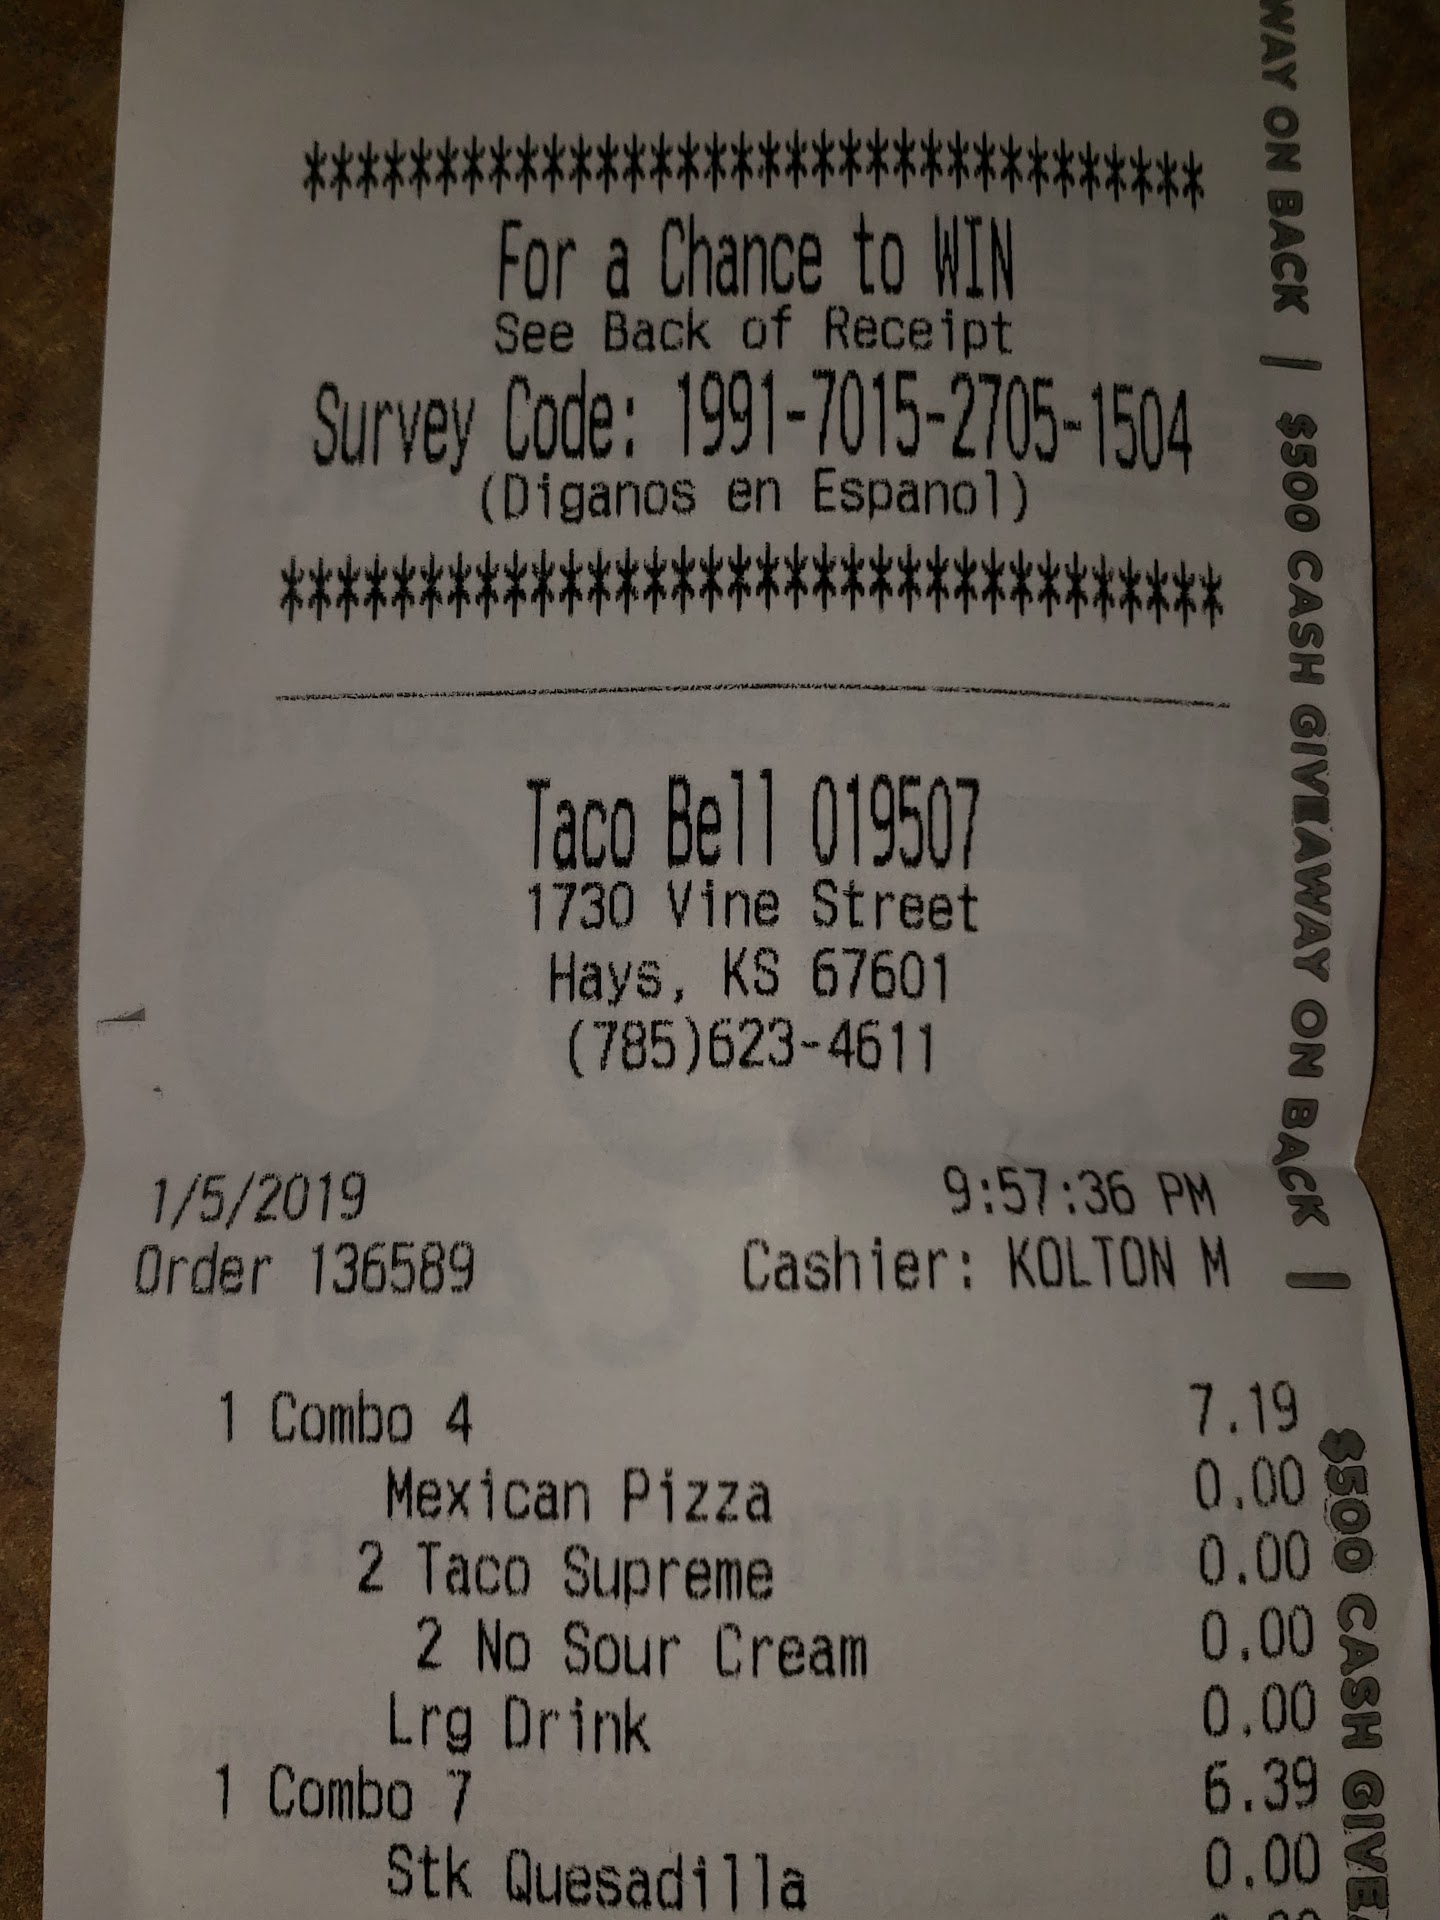 *********************************
For a Chance to WIN
See Back of Receipt
Survey Code: 1991-7015-2705-1504
(Diganos en Espanol)
*********************************
Taco Bell 019507
1730 Vine Street
Hays, KS 67601
(785)623-4611
1/5/2019 9:57:36 PM
Order 136589 Cashier: KOLTON M
1 Combo 4 7.19
Mexican Pizza 0.00
2 Taco Supreme 0.00
2 No Sour Cream 0.00
Lrg Drink 0.00
1 Combo 7 6.39
Stk Quesadilla 0.00
WAY ON BACK | $500 CASH GIVEAWAY ON BACK | $500 CASH GIVEA